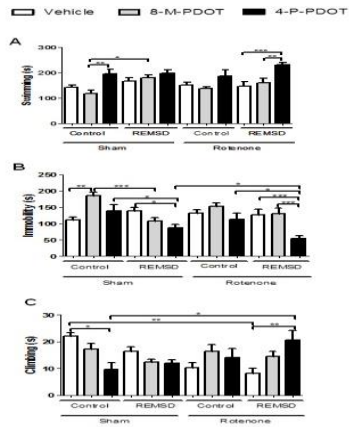 Vehicle 8-M-PDOT 4-P-PDOT
A
Swimming (s)
300
200
100
0
** * *** **
Control REMSD Control REMSD
Sham Rotenone
B
Immobility (s)
250
200
150
100
50
0
** *** * * * * *** ***
Control REMSD Control REMSD
Sham Rotenone
C
Climbing (s)
30
20
10
0
* ** * **
Control REMSD Control REMSD
Sham Rotenone